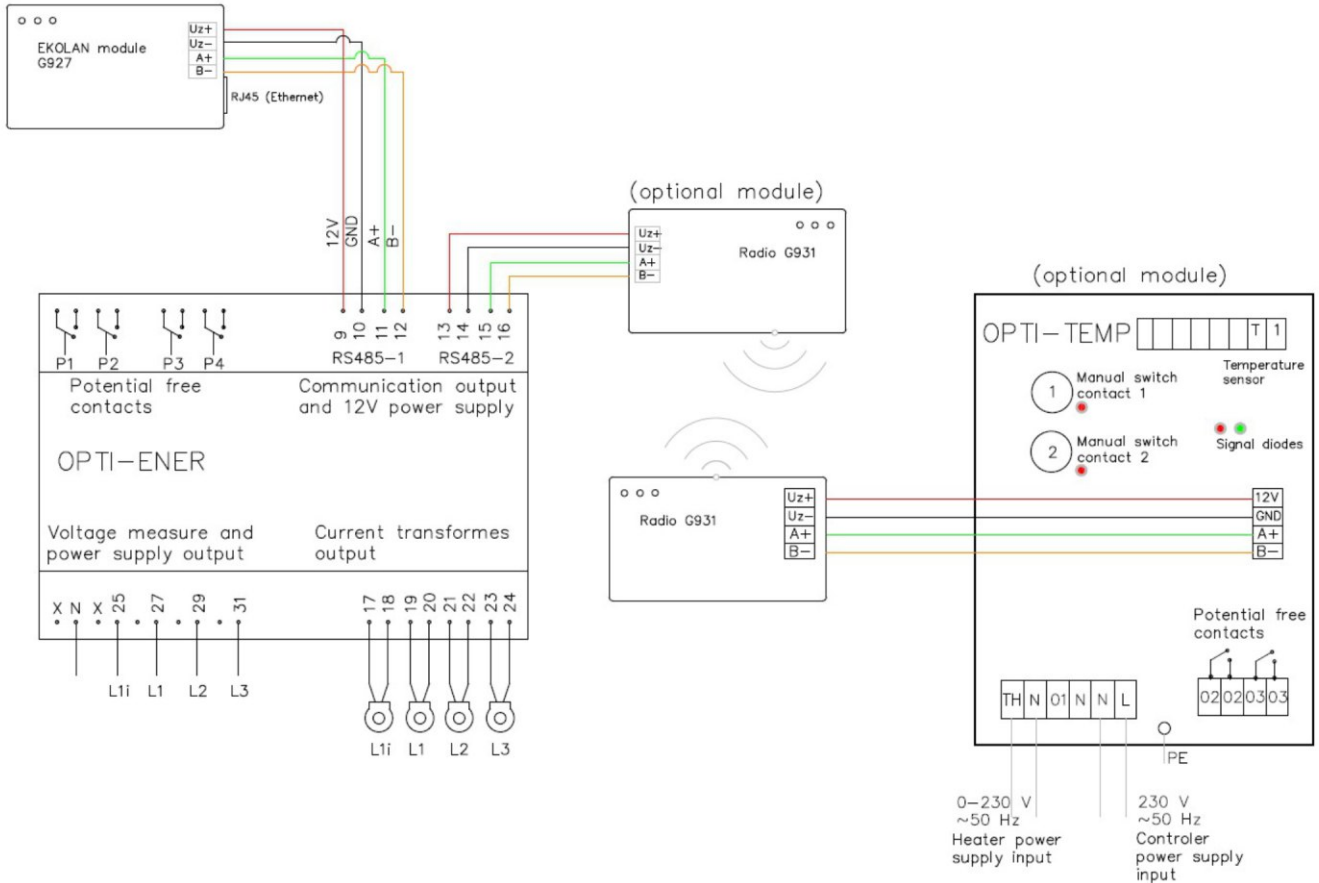 EKOLAN module
G927
Uz+
Uz-
A+
B-
RJ45 (Ethernet)
12V
GND
A+
B-
(optional module)
Uz+
Uz-
A+
B-
Radio G931
9
10
11
12
13
14
15
16
RS485-1
RS485-2
P1
P2
P3
P4
Potential free
contacts
Communication output
and 12V power supply
OPTI-ENER
Voltage measure and
power supply output
Current transformes
output
X N X 25 27 29 31
17 18 19 20 21 22 23 24
L1i L1 L2 L3
L1i L1 L2 L3
Radio G931
Uz+
Uz-
A+
B-
(optional module)
OPTI-TEMP
T 1
Temperature
sensor
1
Manual switch
contact 1
2
Manual switch
contact 2
Signal diodes
12V
GND
A+
B-
Potential free
contacts
02 02 03 03
TH N 01 N N L
PE
0-230 V
~50 Hz
Heater power
supply input
230 V
~50 Hz
Controler
power supply
input